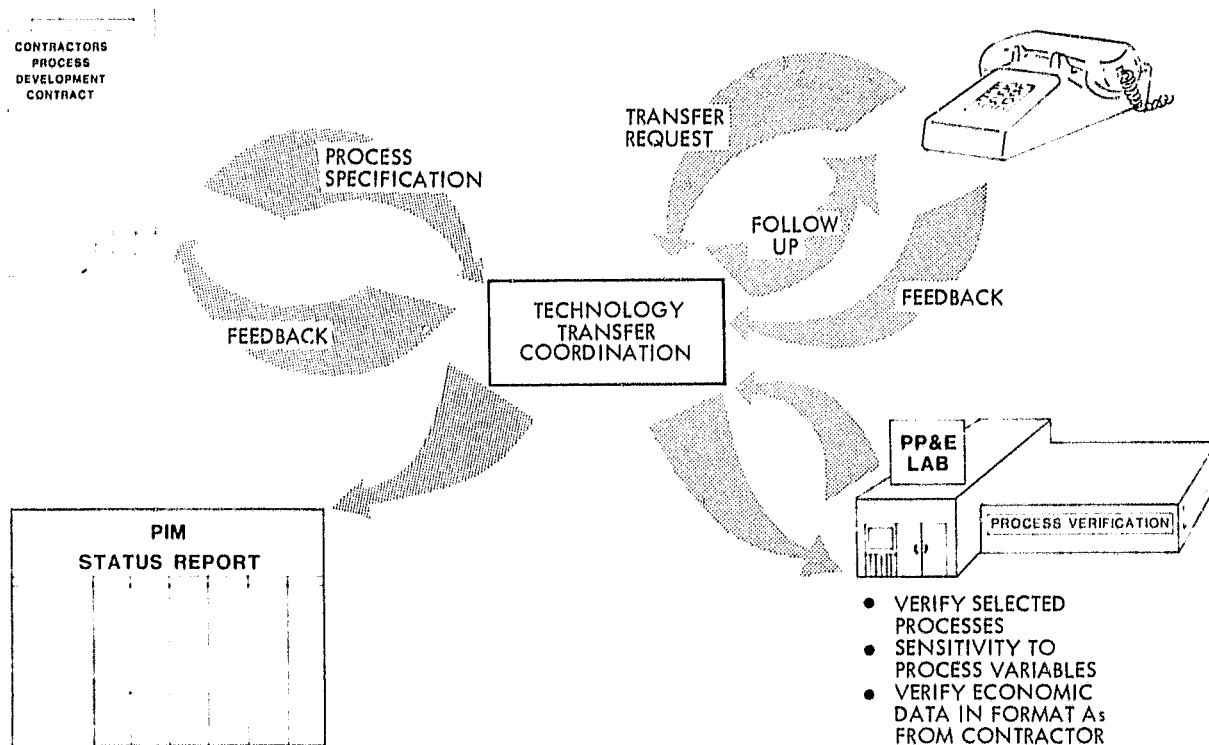 CONTRACTORS
PROCESS
DEVELOPMENT
CONTRACT
PROCESS
SPECIFICATION
FEEDBACK
TRANSFER
REQUEST
FOLLOW
UP
FEEDBACK
TECHNOLOGY
TRANSFER
COORDINATION
PIM
STATUS REPORT
PP&E
LAB
PROCESS VERIFICATION
● VERIFY SELECTED
PROCESSES
● SENSITIVITY TO
PROCESS VARIABLES
● VERIFY ECONOMIC
DATA IN FORMAT As
FROM CONTRACTOR